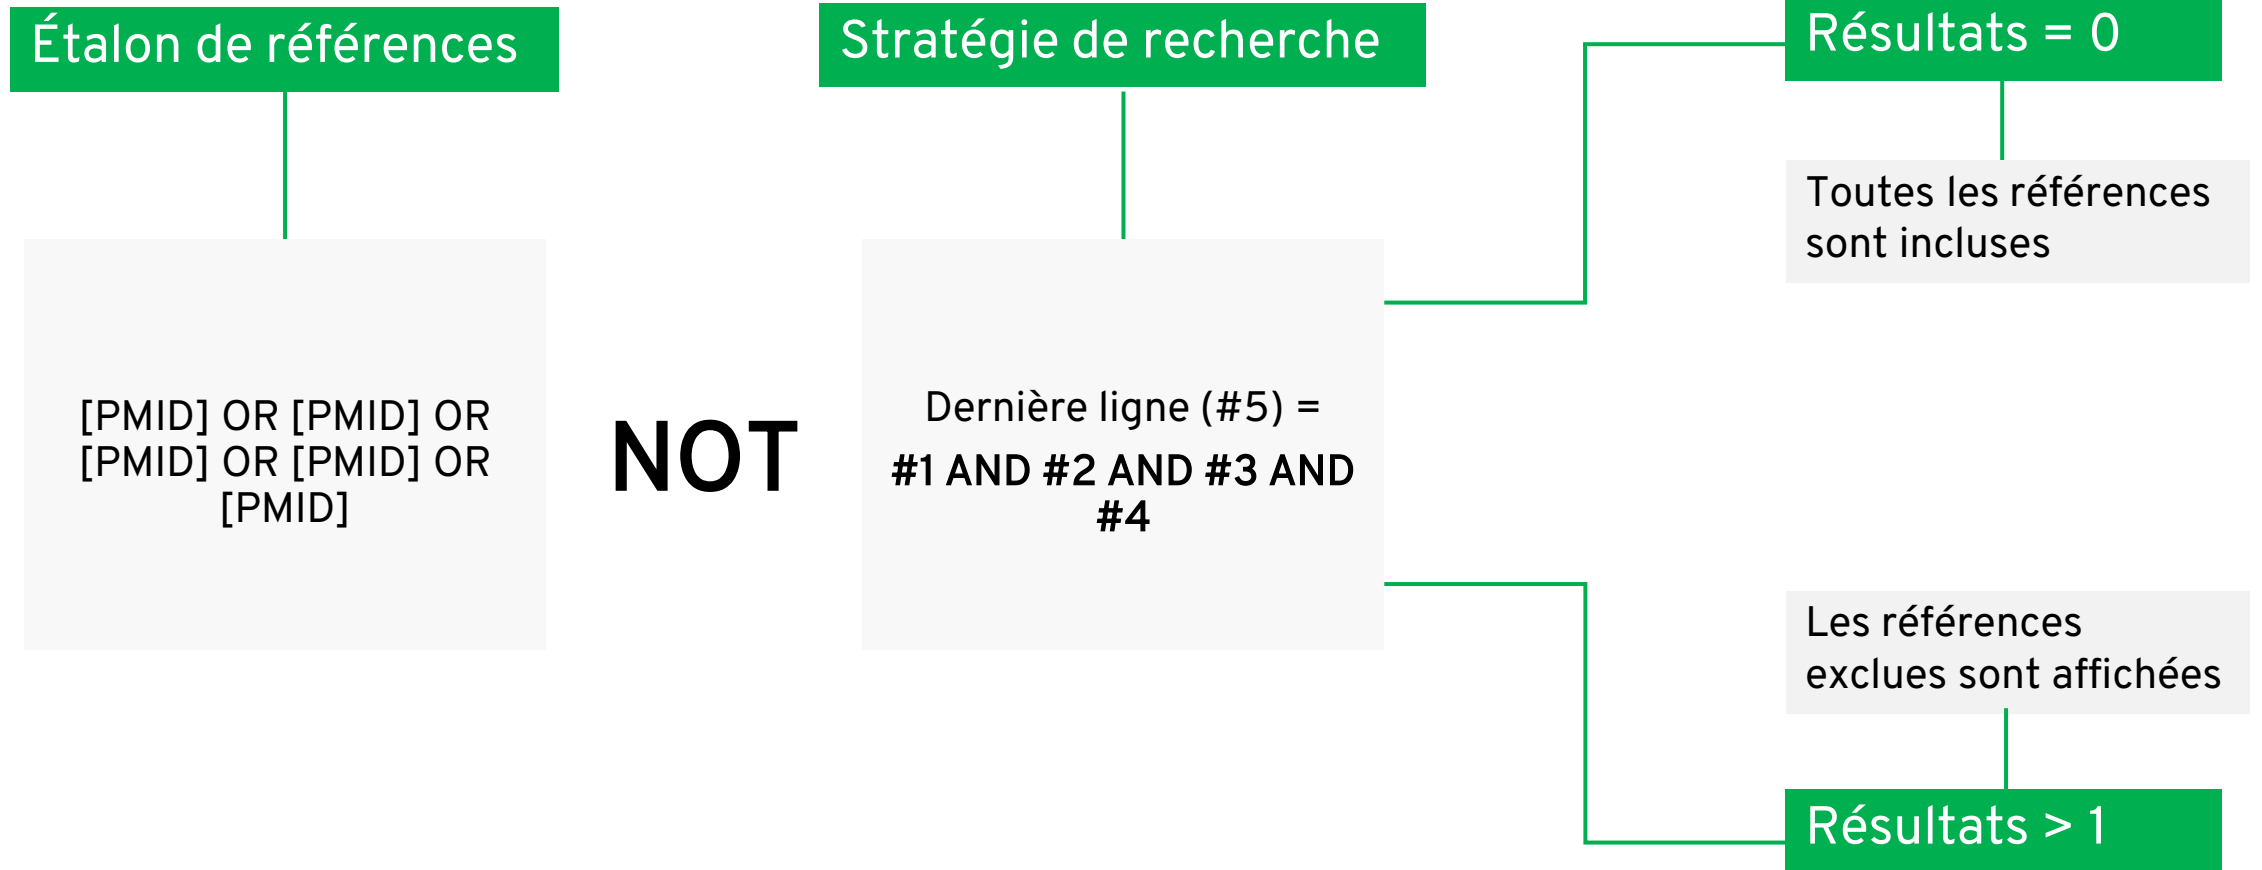 Étalon de références
[PMID] OR [PMID] OR
[PMID] OR [PMID] OR
[PMID]
NOT
Stratégie de recherche
Dernière ligne (#5) =
#1 AND #2 AND #3 AND
#4
Résultats = 0
Toutes les références
sont incluses
Les références
exclues sont affichées
Résultats > 1